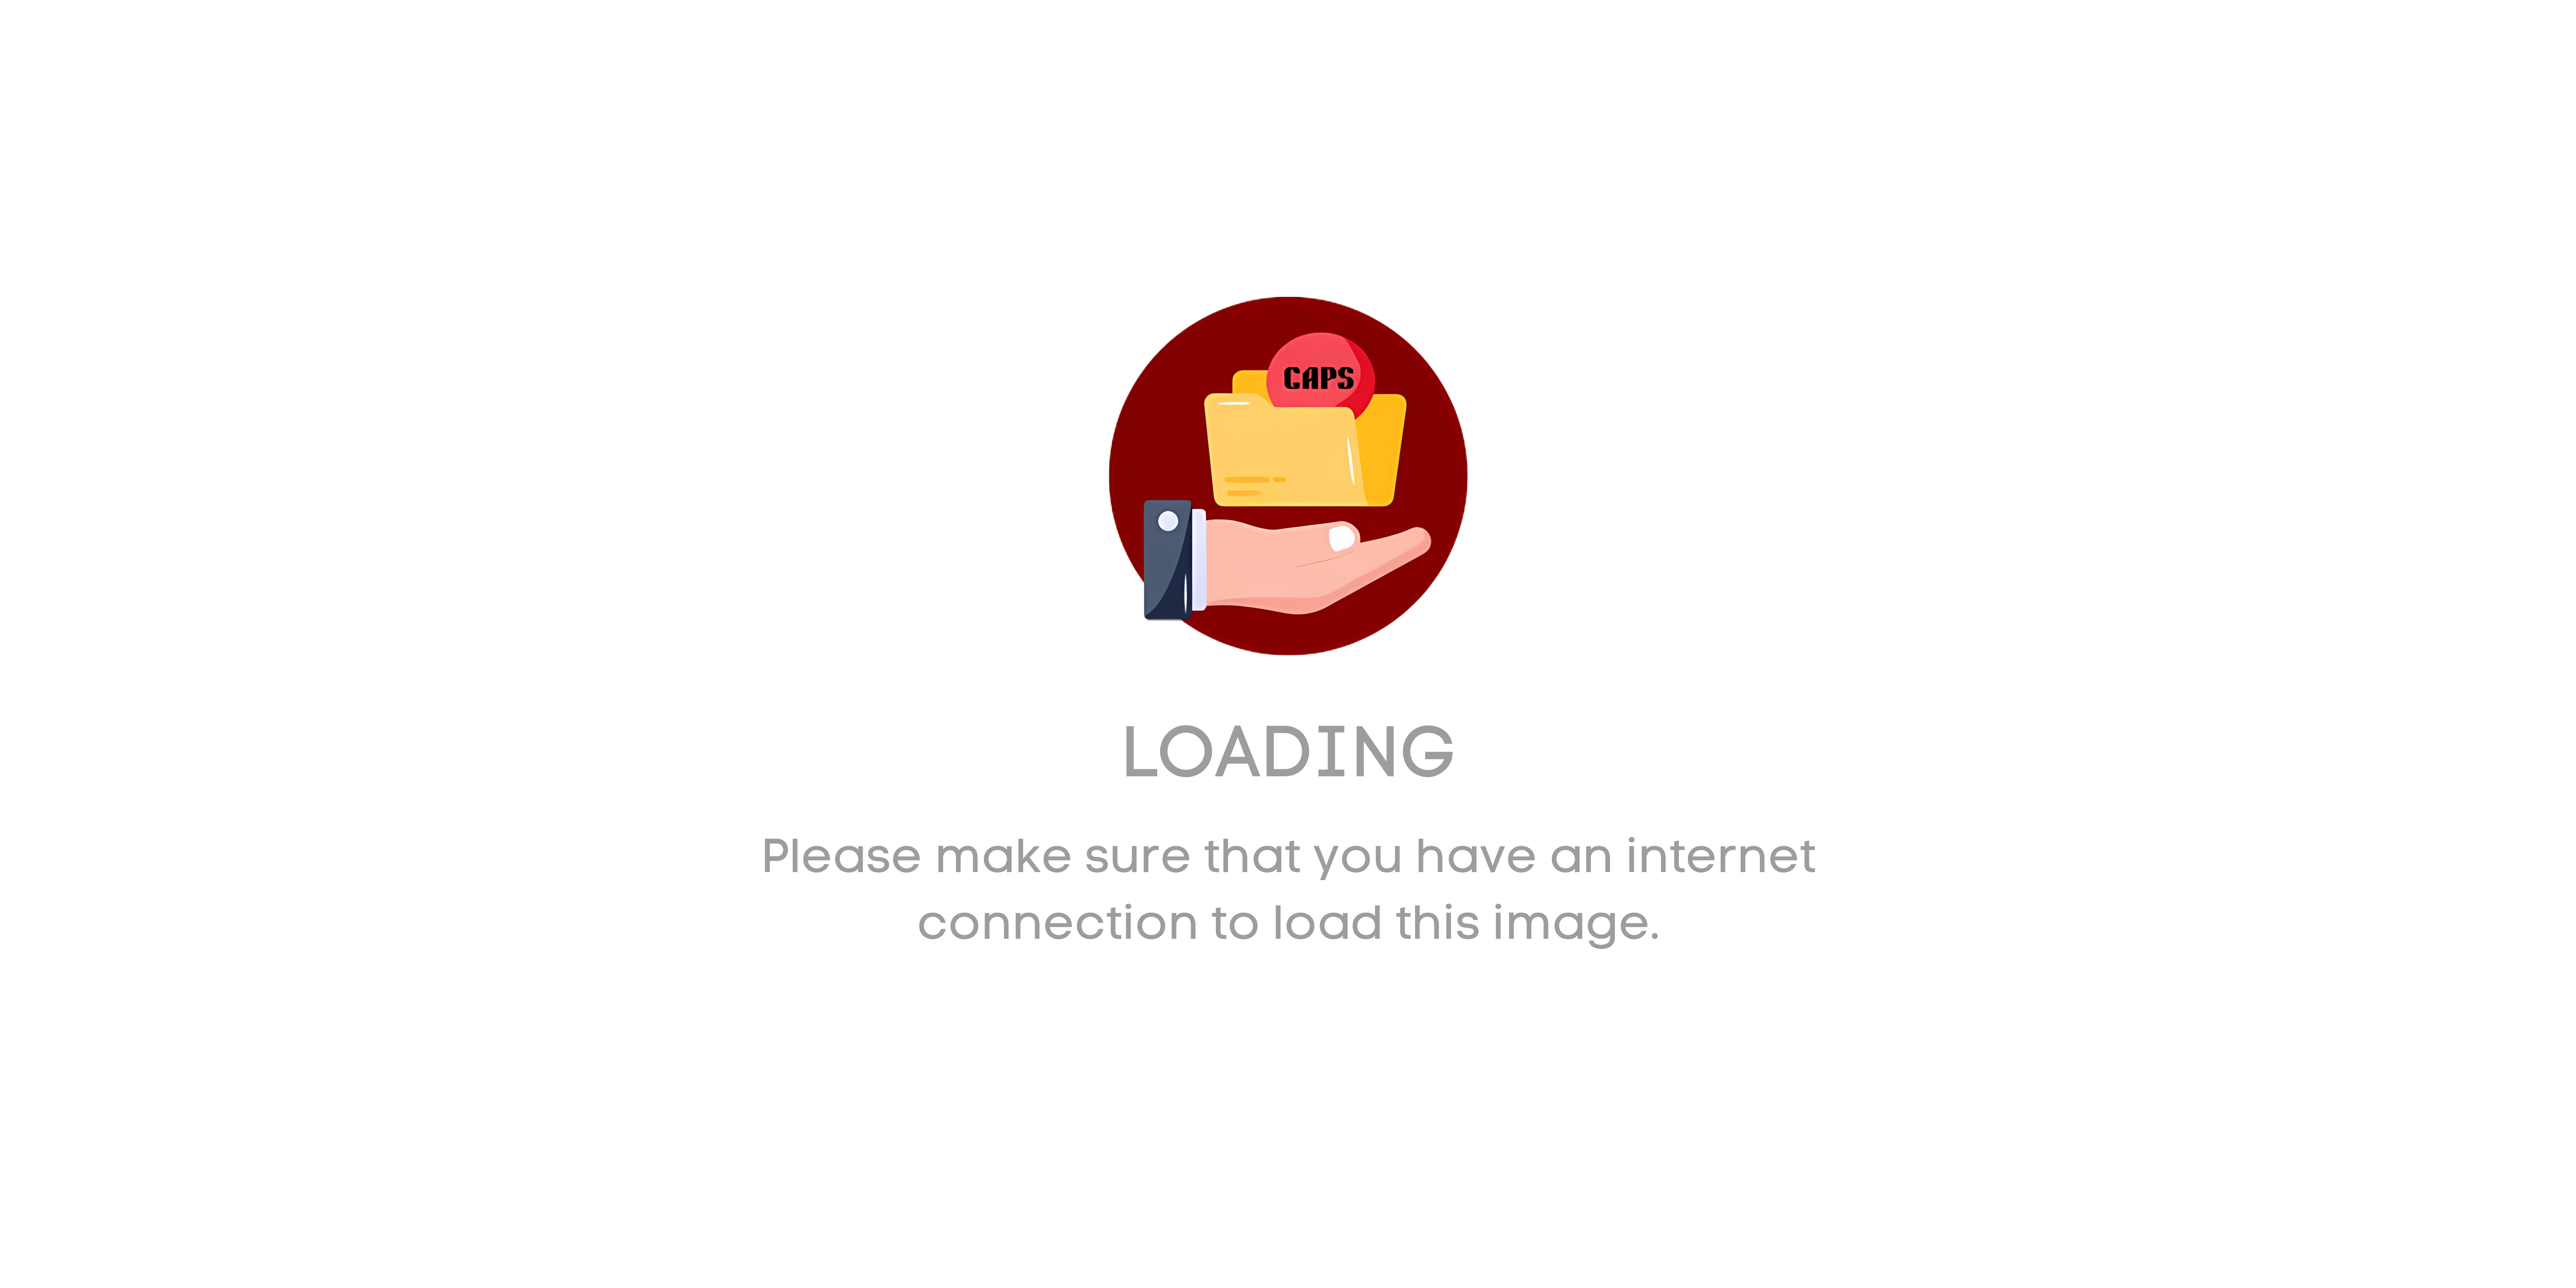 CAPS
LOADING
Please make sure that you have an internet
connection to load this image.